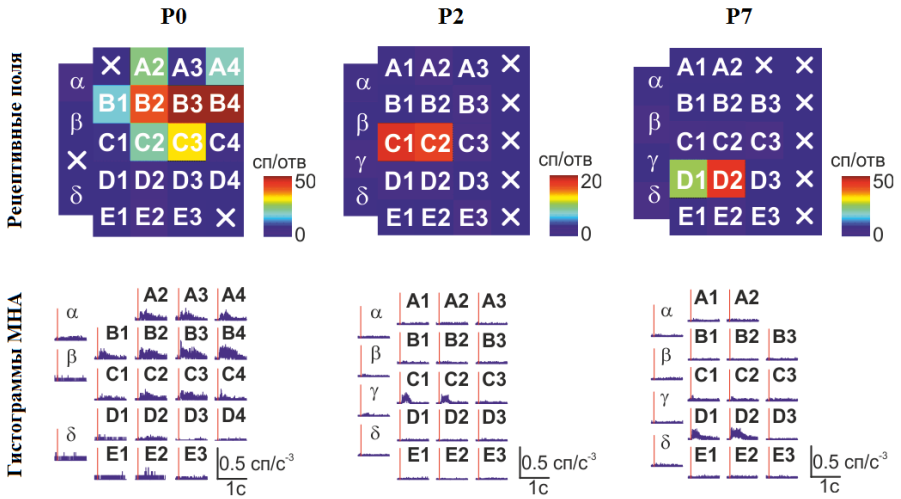 P0 P2 P7
Рецептивные поля
α × A2 A3 A4
β B1 B2 B3 B4
× C1 C2 C3 C4
δ D1 D2 D3 D4
E1 E2 E3 ×
сп/отв
50
0
α A1 A2 A3 ×
β B1 B2 B3 ×
γ C1 C2 C3 ×
δ D1 D2 D3 ×
E1 E2 E3 ×
сп/отв
20
0
α A1 A2 × ×
β B1 B2 B3 ×
γ C1 C2 C3 ×
δ D1 D2 D3 ×
E1 E2 E3 ×
сп/отв
50
0
Гистограммы МНА
α A2 A3 A4
β B1 B2 B3 B4
C1 C2 C3 C4
δ D1 D2 D3 D4
E1 E2 E3
0.5 сп/с⁻³
1с
α A1 A2 A3
β B1 B2 B3
γ C1 C2 C3
δ D1 D2 D3
E1 E2 E3
0.5 сп/с⁻³
1с
α A1 A2
β B1 B2 B3
γ C1 C2 C3
δ D1 D2 D3
E1 E2 E3
0.5 сп/с⁻³
1с